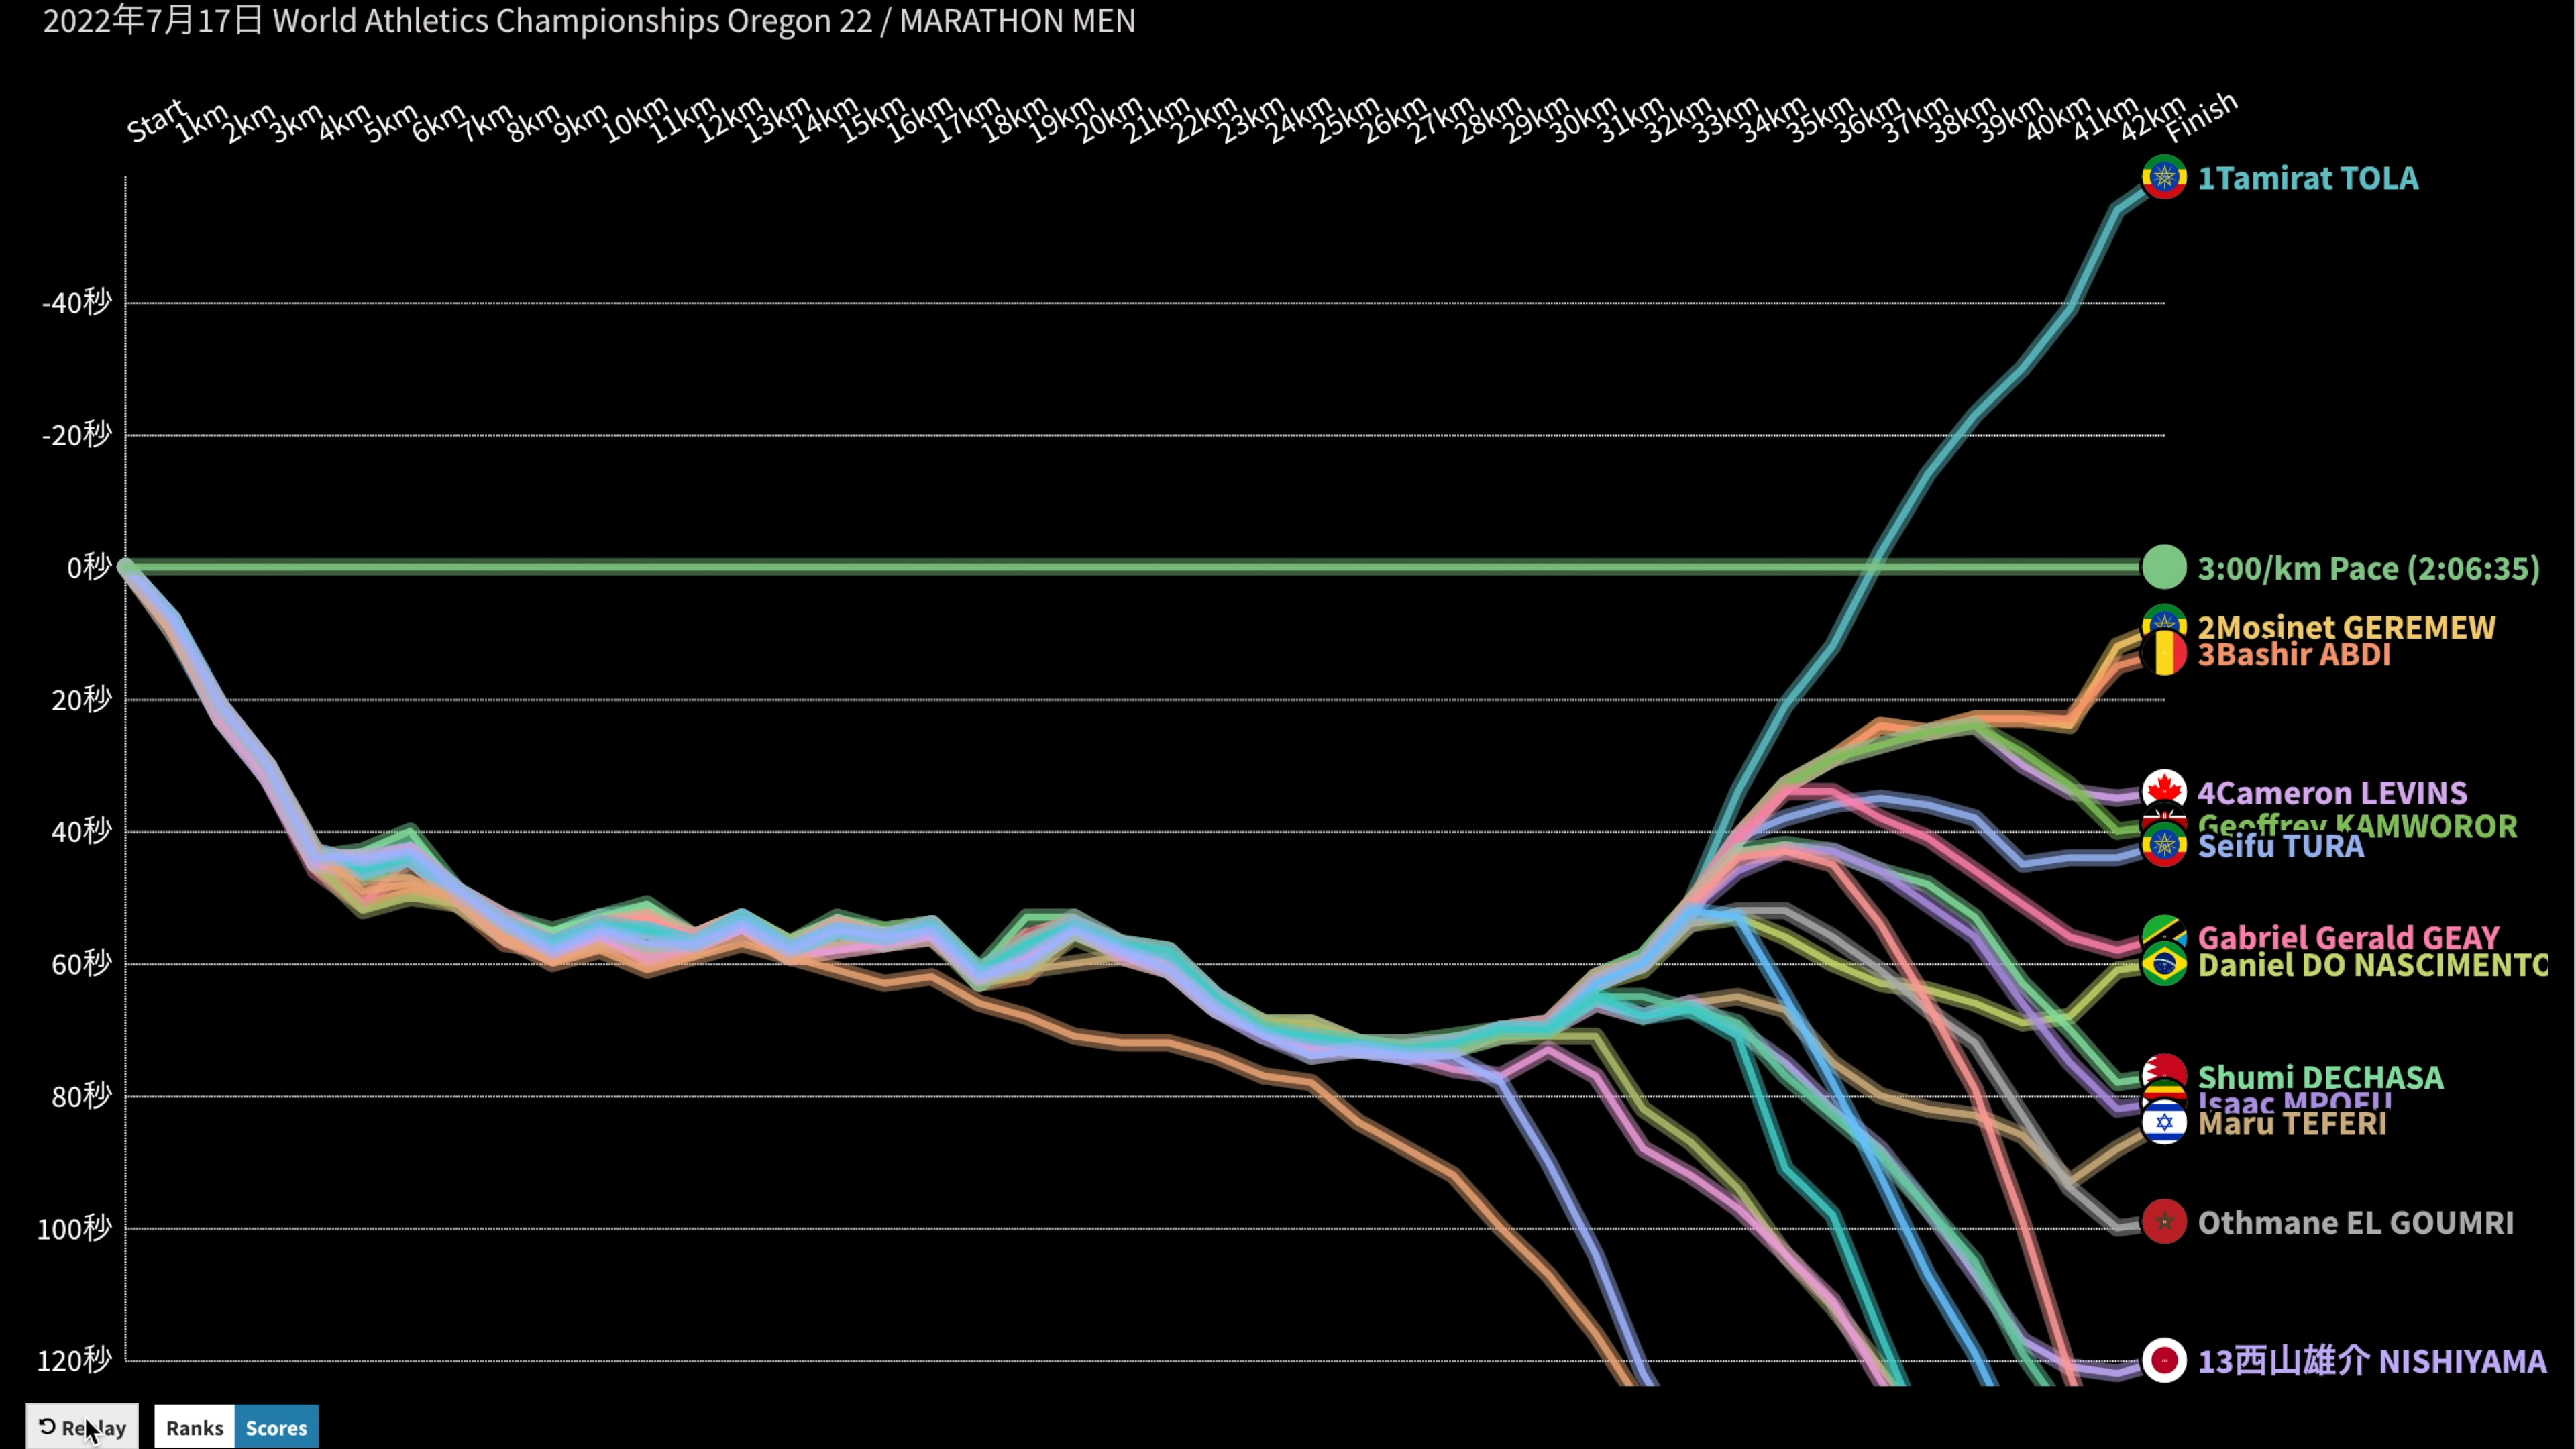 2022年7月17日 World Athletics Championships Oregon 22 / MARATHON MEN
Start
1km
2km
3km
4km
5km
6km
7km
8km
9km
10km
11km
12km
13km
14km
15km
16km
17km
18km
19km
20km
21km
22km
23km
24km
25km
26km
27km
28km
29km
30km
31km
32km
33km
34km
35km
36km
37km
38km
39km
40km
41km
42km
Finish
-40秒
-20秒
0秒
20秒
40秒
60秒
80秒
100秒
120秒
1Tamirat TOLA
3:00/km Pace (2:06:35)
2Mosinet GEREMEW
3Bashir ABDI
4Cameron LEVINS
Geoffrey KAMWOROR
Seifu TURA
Gabriel Gerald GEAY
Daniel DO NASCIMENTO
Shumi DECHASA
Isaac MPOFU
Maru TEFERI
Othmane EL GOUMRI
13西山雄介 NISHIYAMA
Replay
Ranks
Scores